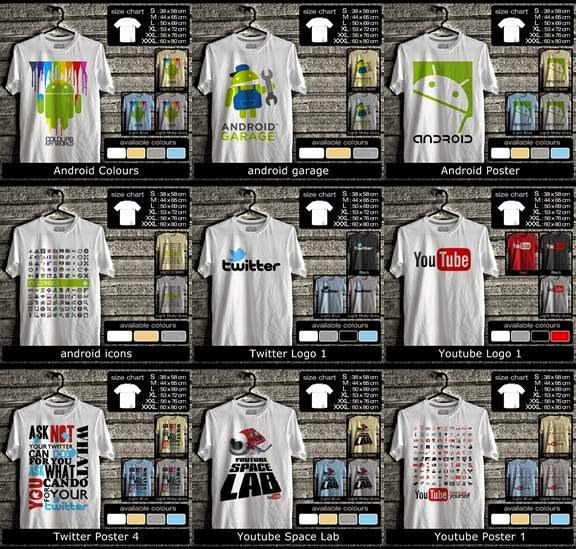 size chart
S : 38 x 58 cm
M : 44 x 65 cm
L : 50 x 69 cm
XL : 53 x 72 cm
XXL : 56 x 76 cm
XXXL : 60 x 80 cm
COLOURS
MY WORLD
Light Cream
Light Blue
Light Misty Grey
available colours
Android Colours
size chart
S : 38 x 58 cm
M : 44 x 65 cm
L : 50 x 69 cm
XL : 53 x 72 cm
XXL : 56 x 76 cm
XXXL : 60 x 80 cm
ANDROID
GARAGE
Light Cream
Light Misty Grey
available colours
android garage
size chart
S : 38 x 58 cm
M : 44 x 65 cm
L : 50 x 69 cm
XL : 53 x 72 cm
XXL : 56 x 76 cm
XXXL : 60 x 80 cm
ANDROID
Light Cream
Light Blue
Light Misty Grey
available colours
Android Poster
size chart
S : 38 x 58 cm
M : 44 x 65 cm
L : 50 x 69 cm
XL : 53 x 72 cm
XXL : 56 x 76 cm
XXXL : 60 x 80 cm
ANDROID
Light Cream
Light Misty Grey
available colours
android icons
size chart
S : 38 x 58 cm
M : 44 x 65 cm
L : 50 x 69 cm
XL : 53 x 72 cm
XXL : 56 x 76 cm
XXXL : 60 x 80 cm
twitter
Black
Light Blue
Light Misty Grey
available colours
Twitter Logo 1
size chart
S : 38 x 58 cm
M : 44 x 65 cm
L : 50 x 69 cm
XL : 53 x 72 cm
XXL : 56 x 76 cm
XXXL : 60 x 80 cm
YouTube
Red
Black
Light Misty Grey
available colours
Youtube Logo 1
size chart
S : 38 x 58 cm
M : 44 x 65 cm
L : 50 x 69 cm
XL : 53 x 72 cm
XXL : 56 x 76 cm
XXXL : 60 x 80 cm
ASK NOT
WHAT
YOUR TWITTER
CAN DO
FOR YOU
ASK WHAT
YOU CAN DO
FOR YOUR
twitter
Light Blue
Light Misty Grey
available colours
Twitter Poster 4
size chart
S : 38 x 58 cm
M : 44 x 65 cm
L : 50 x 69 cm
XL : 53 x 72 cm
XXL : 56 x 76 cm
XXXL : 60 x 80 cm
YOUTUBE
SPACE
LAB
Light Cream
Light Misty Grey
available colours
Youtube Space Lab
size chart
S : 38 x 58 cm
M : 44 x 65 cm
L : 50 x 69 cm
XL : 53 x 72 cm
XXL : 56 x 76 cm
XXXL : 60 x 80 cm
YouTube
yourself
Light Blue
Light Misty Grey
available colours
Youtube Poster 1